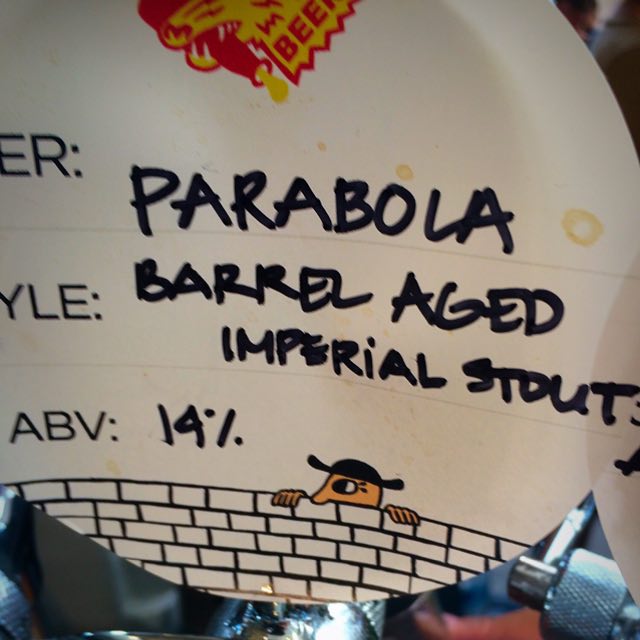 BEER
ER: PARABOLA
YLE: BARREL AGED
IMPERIAL STOUT
ABV: 14%